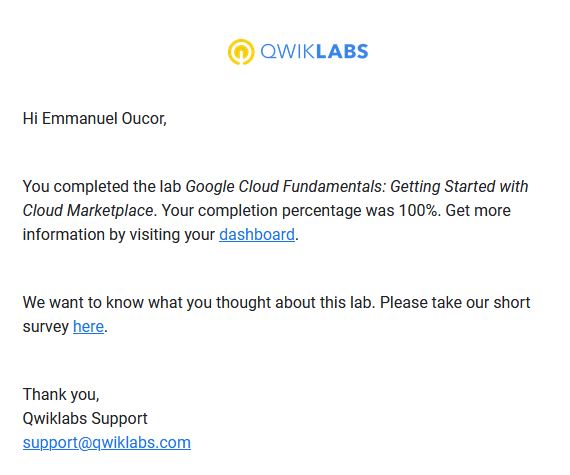 QWIKLABS
Hi Emmanuel Oucor,
You completed the lab Google Cloud Fundamentals: Getting Started with
Cloud Marketplace. Your completion percentage was 100%. Get more
information by visiting your dashboard.
We want to know what you thought about this lab. Please take our short
survey here.
Thank you,
Qwiklabs Support
support@qwiklabs.com